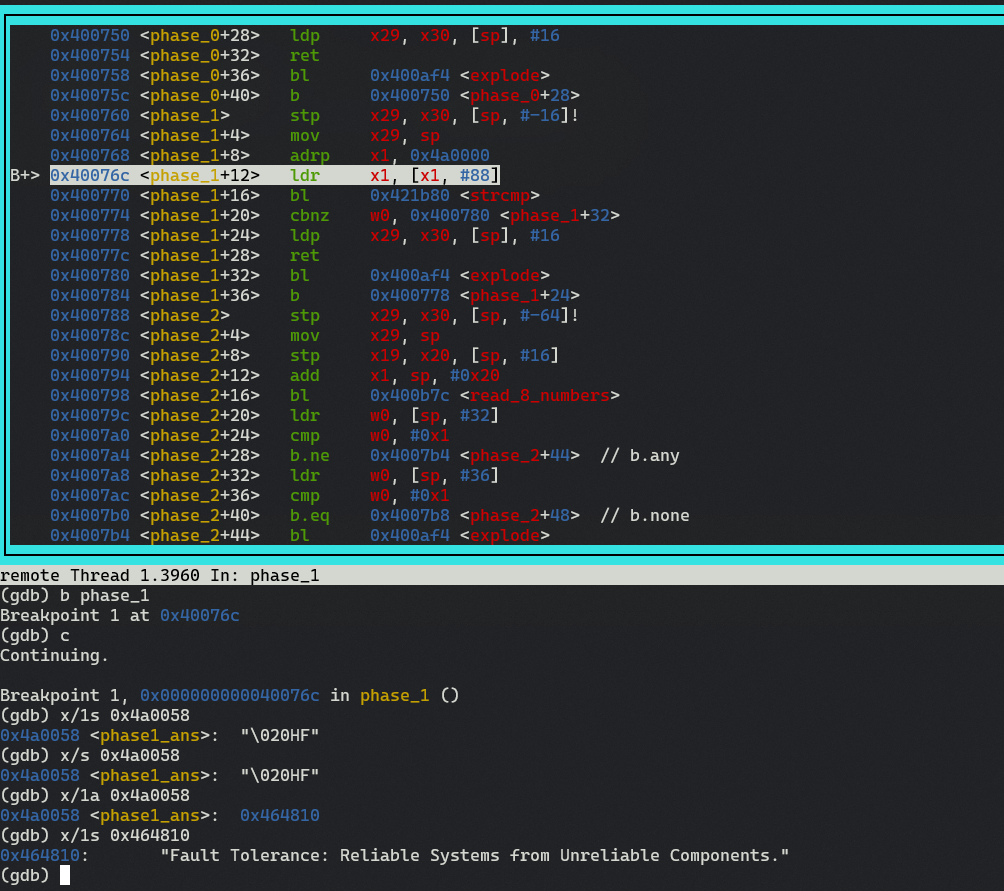 0x400750 <phase_0+28>   ldp     x29, x30, [sp], #16
0x400754 <phase_0+32>   ret
0x400758 <phase_0+36>   bl      0x400af4 <explode>
0x40075c <phase_0+40>   b       0x400750 <phase_0+28>
0x400760 <phase_1>      stp     x29, x30, [sp, #-16]!
0x400764 <phase_1+4>    mov     x29, sp
0x400768 <phase_1+8>    adrp    x1, 0x4a0000
B+> 0x40076c <phase_1+12>   ldr     x1, [x1, #88]
0x400770 <phase_1+16>   bl      0x421b80 <strcmp>
0x400774 <phase_1+20>   cbnz    w0, 0x400780 <phase_1+32>
0x400778 <phase_1+24>   ldp     x29, x30, [sp], #16
0x40077c <phase_1+28>   ret
0x400780 <phase_1+32>   bl      0x400af4 <explode>
0x400784 <phase_1+36>   b       0x400778 <phase_1+24>
0x400788 <phase_2>      stp     x29, x30, [sp, #-64]!
0x40078c <phase_2+4>    mov     x29, sp
0x400790 <phase_2+8>    stp     x19, x20, [sp, #16]
0x400794 <phase_2+12>   add     x1, sp, #0x20
0x400798 <phase_2+16>   bl      0x400b7c <read_8_numbers>
0x40079c <phase_2+20>   ldr     w0, [sp, #32]
0x4007a0 <phase_2+24>   cmp     w0, #0x1
0x4007a4 <phase_2+28>   b.ne    0x4007b4 <phase_2+44>  // b.any
0x4007a8 <phase_2+32>   ldr     w0, [sp, #36]
0x4007ac <phase_2+36>   cmp     w0, #0x1
0x4007b0 <phase_2+40>   b.eq    0x4007b8 <phase_2+48>  // b.none
0x4007b4 <phase_2+44>   bl      0x400af4 <explode>
remote Thread 1.3960 In: phase_1
(gdb) b phase_1
Breakpoint 1 at 0x40076c
(gdb) c
Continuing.
Breakpoint 1, 0x000000000040076c in phase_1 ()
(gdb) x/1s 0x4a0058
0x4a0058 <phase1_ans>:  "\020HF"
(gdb) x/s 0x4a0058
0x4a0058 <phase1_ans>:  "\020HF"
(gdb) x/1a 0x4a0058
0x4a0058 <phase1_ans>:  0x464810
(gdb) x/1s 0x464810
0x464810:       "Fault Tolerance: Reliable Systems from Unreliable Components."
(gdb)